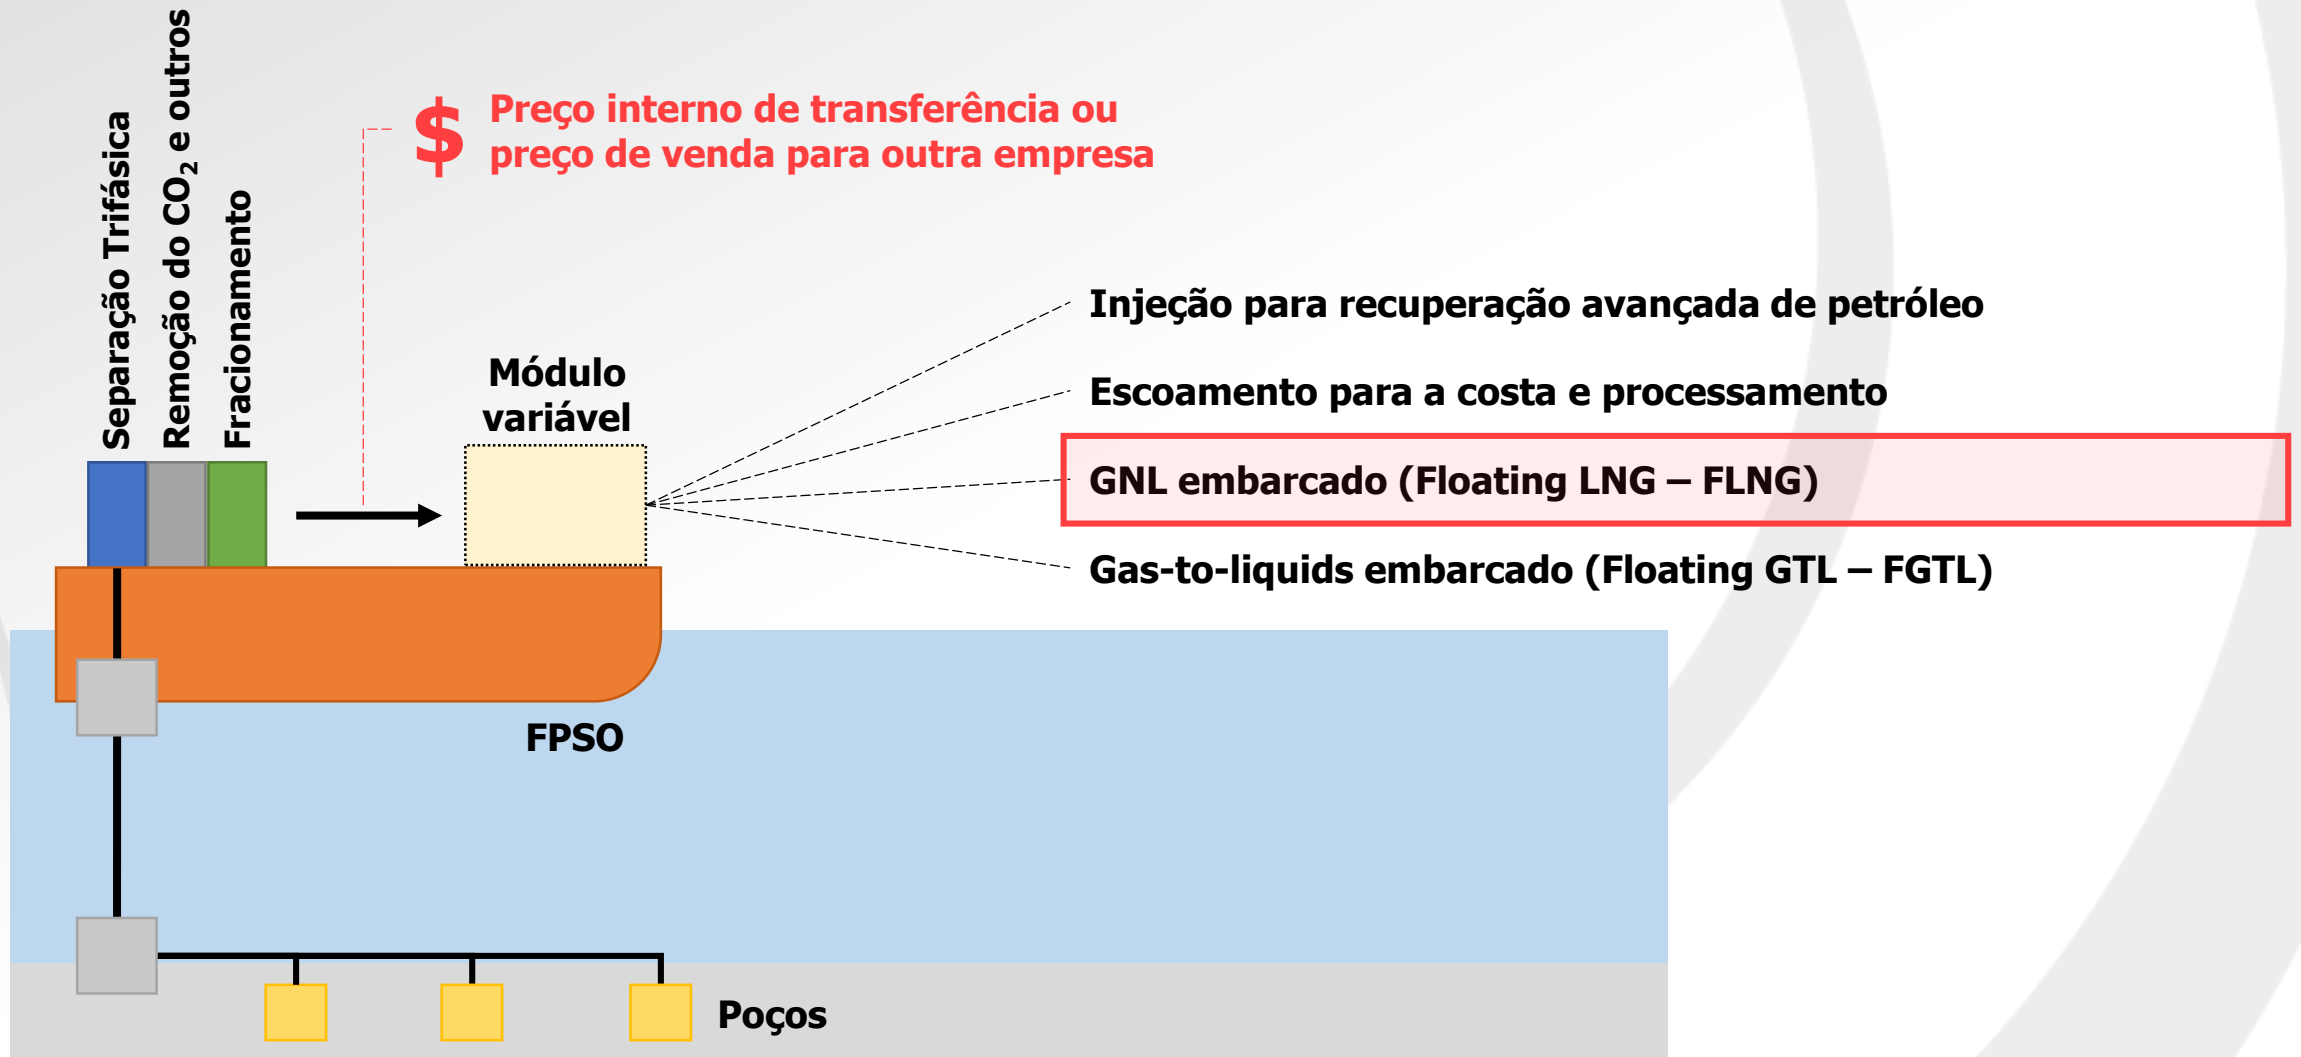 Separação Trifásica
Remoção do CO₂ e outros
Fracionamento
$
Preço interno de transferência ou
preço de venda para outra empresa
Módulo
variável
Injeção para recuperação avançada de petróleo
Escoamento para a costa e processamento
GNL embarcado (Floating LNG – FLNG)
Gas-to-liquids embarcado (Floating GTL – FGTL)
FPSO
Poços